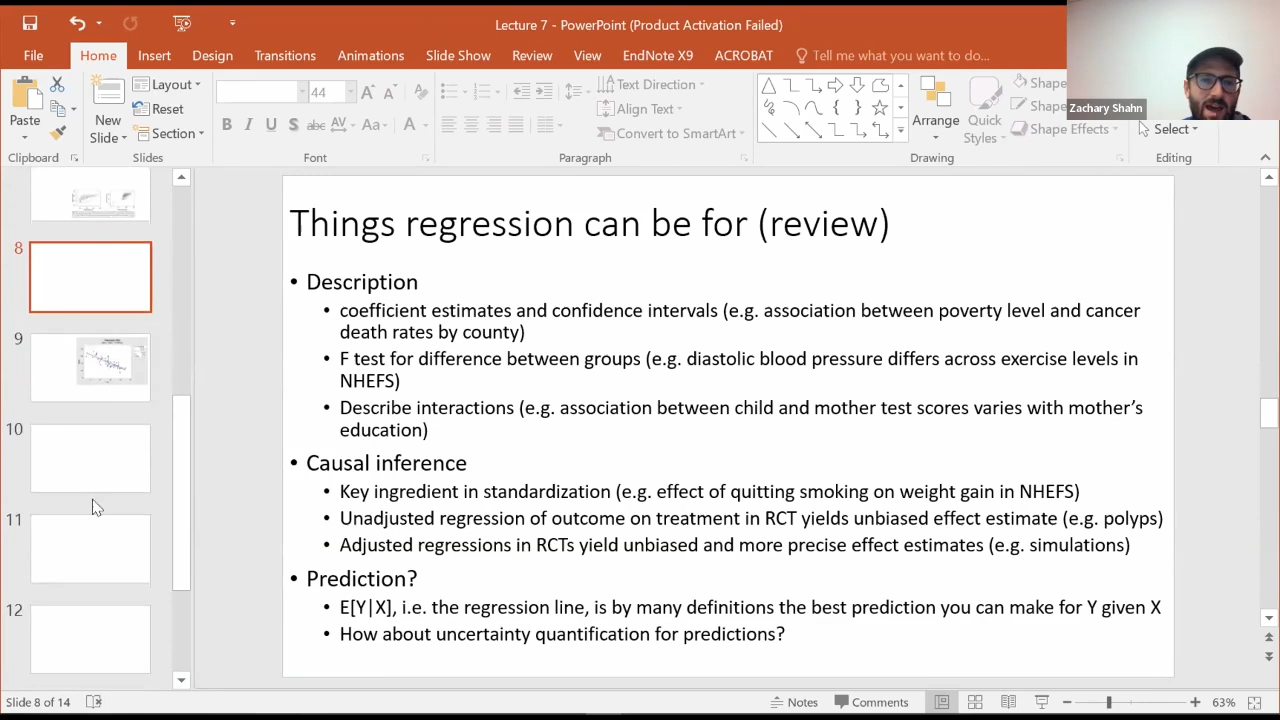 Lecture 7 - PowerPoint (Product Activation Failed)
File Home Insert Design Transitions Animations Slide Show Review View EndNote X9 ACROBAT Tell me what you want to do...
Zachary Shahn
Paste
Clipboard
New Slide
Layout
Reset
Section
Slides
44
B I U S abc AV Aa A
Font
Text Direction
Align Text
Convert to SmartArt
Paragraph
Arrange
Quick Styles
Shape
Shape
Shape Effects
Drawing
Select
Editing
8
9
10
11
12
Things regression can be for (review)
• Description
• coefficient estimates and confidence intervals (e.g. association between poverty level and cancer
death rates by county)
• F test for difference between groups (e.g. diastolic blood pressure differs across exercise levels in
NHEFS)
• Describe interactions (e.g. association between child and mother test scores varies with mother's
education)
• Causal inference
• Key ingredient in standardization (e.g. effect of quitting smoking on weight gain in NHEFS)
• Unadjusted regression of outcome on treatment in RCT yields unbiased effect estimate (e.g. polyps)
• Adjusted regressions in RCTs yield unbiased and more precise effect estimates (e.g. simulations)
• Prediction?
• E[Y|X], i.e. the regression line, is by many definitions the best prediction you can make for Y given X
• How about uncertainty quantification for predictions?
Slide 8 of 14
Notes
Comments
63%